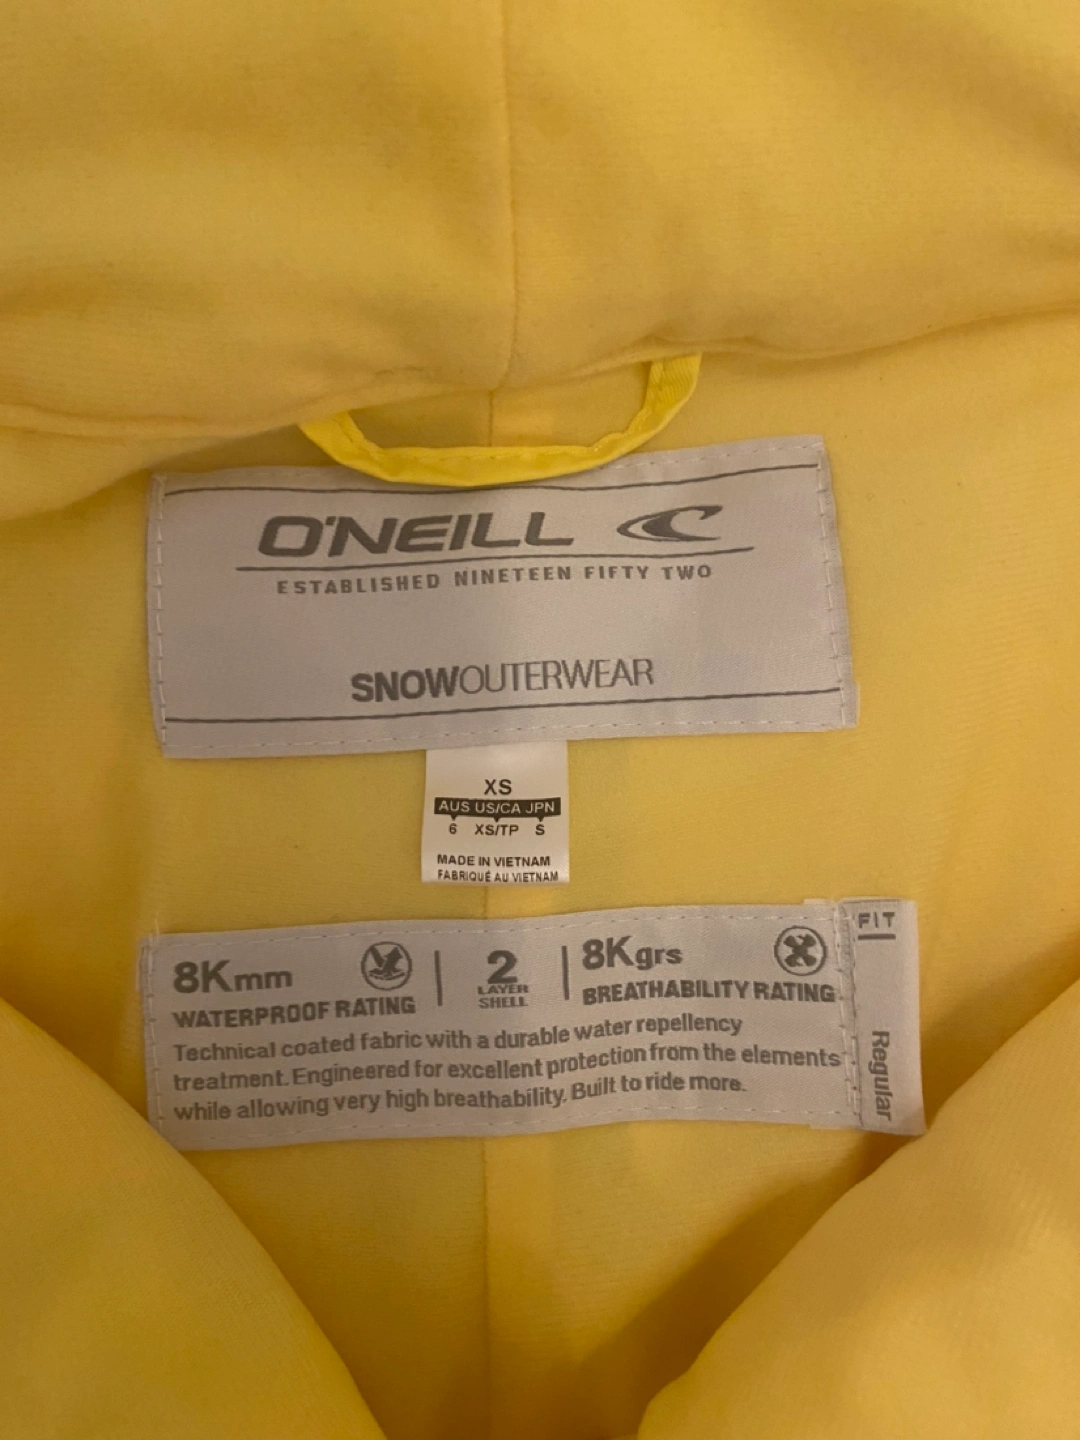 O'NEILL
ESTABLISHED NINETEEN FIFTY TWO
SNOWOUTERWEAR
XS
AUS US/CA JPN
6 XS/TP S
MADE IN VIETNAM
FABRIQUÉ AU VIETNAM
8Kmm
WATERPROOF RATING
2
LAYER
SHELL
8Kgrs
BREATHABILITY RATING
Technical coated fabric with a durable water repellency
treatment. Engineered for excellent protection from the elements
while allowing very high breathability. Built to ride more.
FIT
Regular